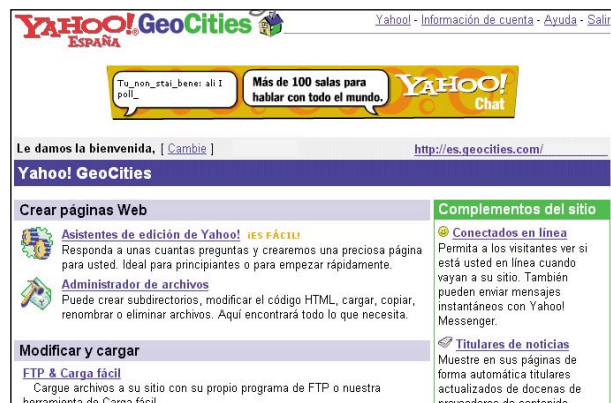 YAHOO! GeoCities
ESPAÑA
Yahoo! - Información de cuenta - Ayuda - Salir
Tu_non_stai_bene: ali I
poll_
Más de 100 salas para
hablar con todo el mundo.
YAHOO!
Chat
Le damos la bienvenida, [ Cambie ]
http://es.geocities.com/
Yahoo! GeoCities
Crear páginas Web
Asistentes de edición de Yahoo! ¡ES FÁCIL!
Responda a unas cuantas preguntas y crearemos una preciosa página
para usted. Ideal para principiantes o para empezar rápidamente.
Administrador de archivos
Puede crear subdirectorios, modificar el código HTML, cargar, copiar,
renombrar o eliminar archivos. Aquí encontrará todo lo que necesita.
Modificar y cargar
FTP & Carga fácil
Cargue archivos a su sitio con su propio programa de FTP o nuestra
herramienta de Carga fácil
Complementos del sitio
Conectados en línea
Permita a los visitantes ver si
está usted en línea cuando
vayan a su sitio. También
pueden enviar mensajes
instantáneos con Yahoo!
Messenger.
Titulares de noticias
Muestre en sus páginas de
forma automática titulares
actualizados de docenas de
proveedores de contenido